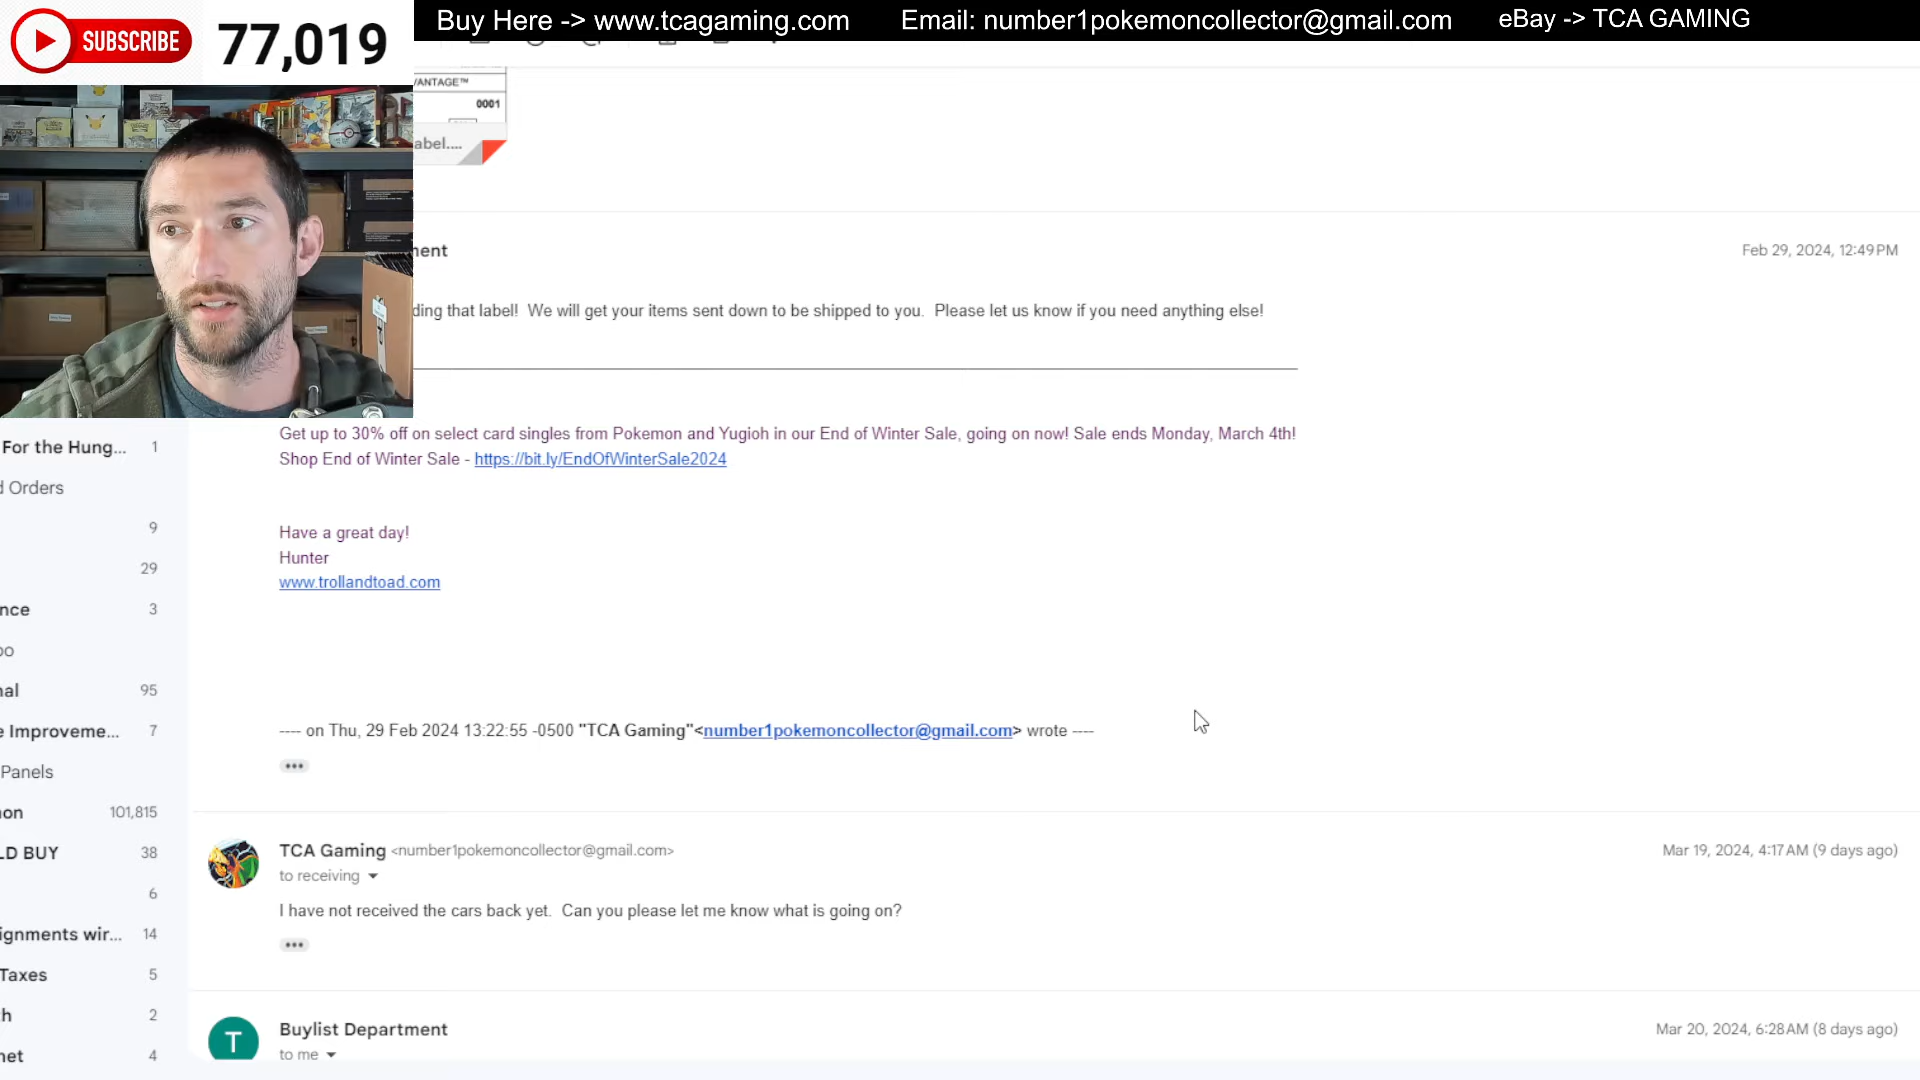 SUBSCRIBE 77,019
Buy Here -> www.tcagaming.com Email: number1pokemoncollector@gmail.com eBay -> TCA GAMING
VANTAGE™
0001
abel....
nent
Feb 29, 2024, 12:49 PM
ding that label! We will get your items sent down to be shipped to you. Please let us know if you need anything else!
Get up to 30% off on select card singles from Pokemon and Yugioh in our End of Winter Sale, going on now! Sale ends Monday, March 4th!
Shop End of Winter Sale - https://bit.ly/EndOfWinterSale2024
Have a great day!
Hunter
www.trollandtoad.com
---- on Thu, 29 Feb 2024 13:22:55 -0500 "TCA Gaming"<number1pokemoncollector@gmail.com> wrote ----
TCA Gaming <number1pokemoncollector@gmail.com>
Mar 19, 2024, 4:17 AM (9 days ago)
to receiving
I have not received the cars back yet. Can you please let me know what is going on?
T
Buylist Department
Mar 20, 2024, 6:28 AM (8 days ago)
to me
For the Hung... 1
d Orders
9
29
nce 3
oo
nal 95
e Improveme... 7
Panels
non 101,815
LD BUY 38
6
ignments wir... 14
Taxes 5
th 2
net 4